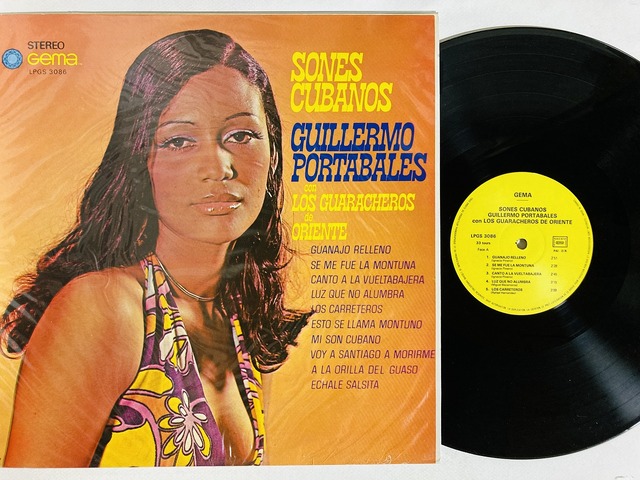 STEREO
Gema
LPGS 3086
SONES
CUBANOS
GUILLERMO
PORTABALES
con
LOS GUARACHEROS
de
ORIENTE
GUANAJO RELLENO
SE ME FUE LA MONTUNA
CANTO A LA VUELTABAJERA
LUZ QUE NO ALUMBRA
LOS CARRETEROS
ESTO SE LLAMA MONTUNO
MI SON CUBANO
VOY A SANTIAGO A MORIRME
A LA ORILLA DEL GUASO
ECHALE SALSITA
GEMA
SONES CUBANOS
GUILLERMO PORTABALES
con LOS GUARACHEROS DE ORIENTE
LPGS 3086
33 tours
1. GUANAJO RELLENO
2. SE ME FUE LA MONTUNA
3. CANTO A LA VUELTABAJERA
4. LUZ QUE NO ALUMBRA
5. LOS CARRETEROS